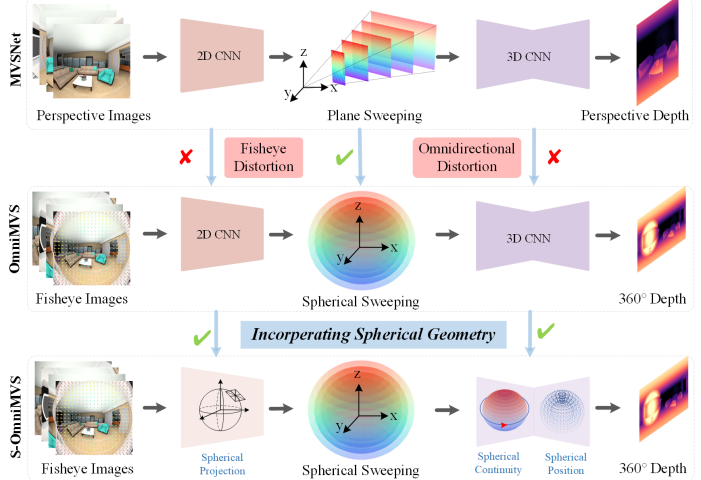 MVSNet
2D CNN
z
y
x
3D CNN
Perspective Images
Plane Sweeping
Perspective Depth
Fisheye
Distortion
Omnidirectional
Distortion
OmniMVS
2D CNN
z
y
x
3D CNN
Fisheye Images
Spherical Sweeping
360° Depth
Incorperating Spherical Geometry
S-OmniMVS
z
y
x
Fisheye Images
Spherical
Projection
Spherical Sweeping
Spherical
Continuity
Spherical
Position
360° Depth